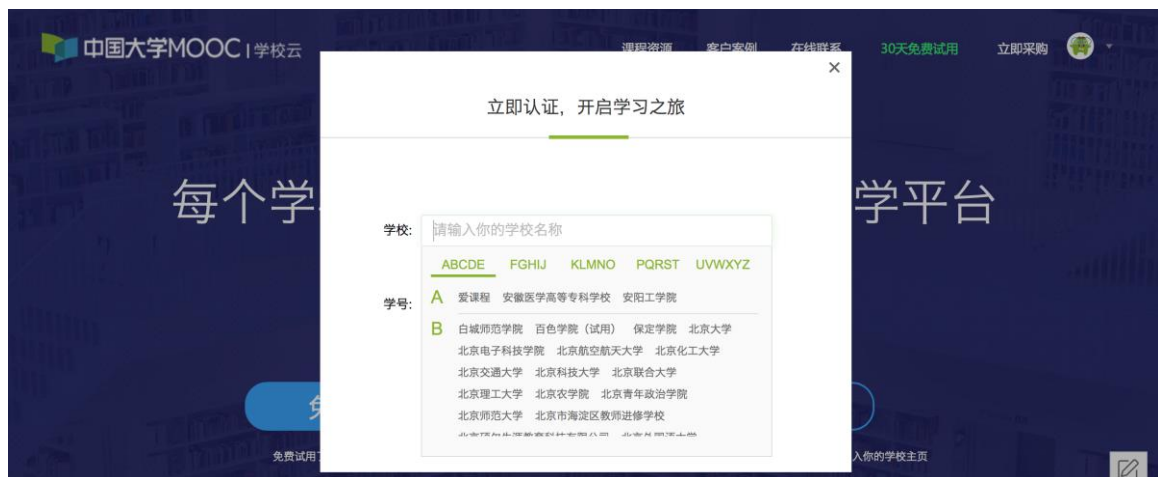 中国大学MOOC | 学校云
课程资源 客户案例 在线联系 30天免费试用 立即采购
×
立即认证，开启学习之旅
每个学
学平台
学校:
请输入你的学校名称
ABCDE FGHIJ KLMNO PQRST UVWXYZ
学号:
A 爱课程 安徽医学高等专科学校 安阳工学院
B 白城师范学院 百色学院（试用） 保定学院 北京大学
北京电子科技学院 北京航空航天大学 北京化工大学
北京交通大学 北京科技大学 北京联合大学
北京理工大学 北京农学院 北京青年政治学院
北京师范大学 北京市海淀区教师进修学校
免费试用
入你的学校主页